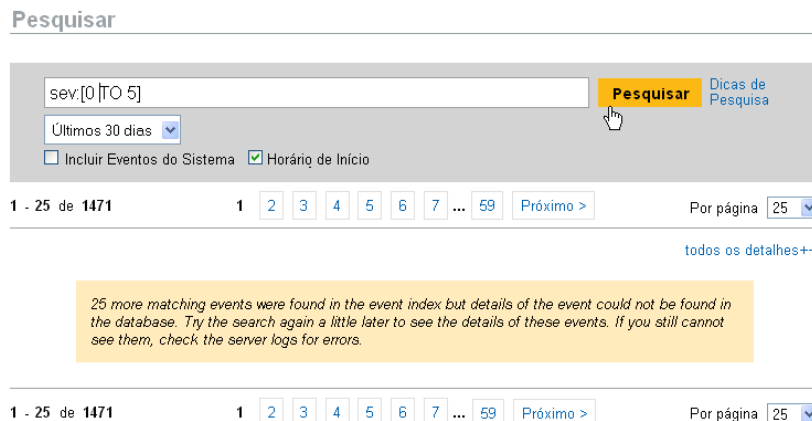 Pesquisar
sev:[0 TO 5]
Pesquisar
Dicas de
Pesquisa
Últimos 30 dias
Incluir Eventos do Sistema Horário de Início
1 - 25 de 1471 1 2 3 4 5 6 7 ... 59 Próximo > Por página 25
todos os detalhes+
25 more matching events were found in the event index but details of the event could not be found in
the database. Try the search again a little later to see the details of these events. If you still cannot
see them, check the server logs for errors.
1 - 25 de 1471 1 2 3 4 5 6 7 ... 59 Próximo > Por página 25